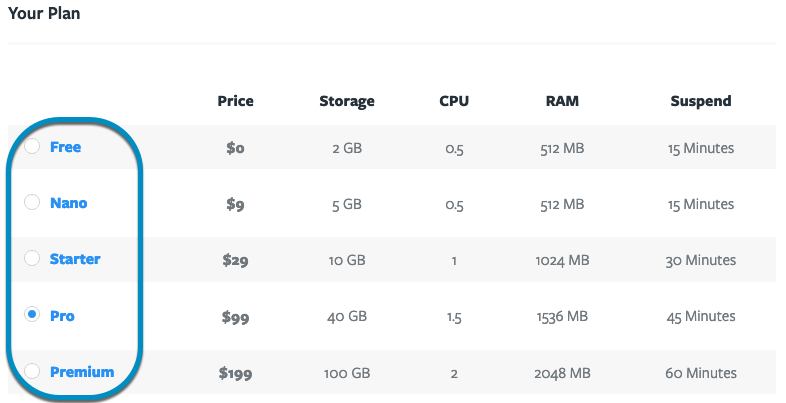 Your Plan
Price Storage CPU RAM Suspend
Free $0 2 GB 0.5 512 MB 15 Minutes
Nano $9 5 GB 0.5 512 MB 15 Minutes
Starter $29 10 GB 1 1024 MB 30 Minutes
Pro $99 40 GB 1.5 1536 MB 45 Minutes
Premium $199 100 GB 2 2048 MB 60 Minutes